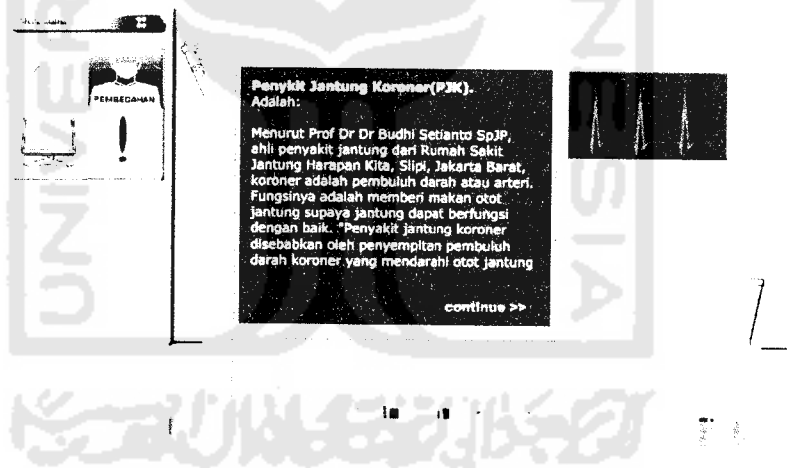 PEMBEGAHAN
Penykit Jantung Koroner(PJK).
Adalah:
Menurut Prof Dr Dr Budhi Setianto SpJP,
ahli penyakit jantung dari Rumah Sakit
Jantung Harapan Kita, Slipi, Jakarta Barat,
koroner adalah pembuluh darah atau arteri.
Fungsinya adalah memberi makan otot
jantung supaya jantung dapat berfungsi
dengan baik. "Penyakit jantung koroner
disebabkan oleh penyempitan pembuluh
darah koroner yang mendarahi otot jantung
continue >>